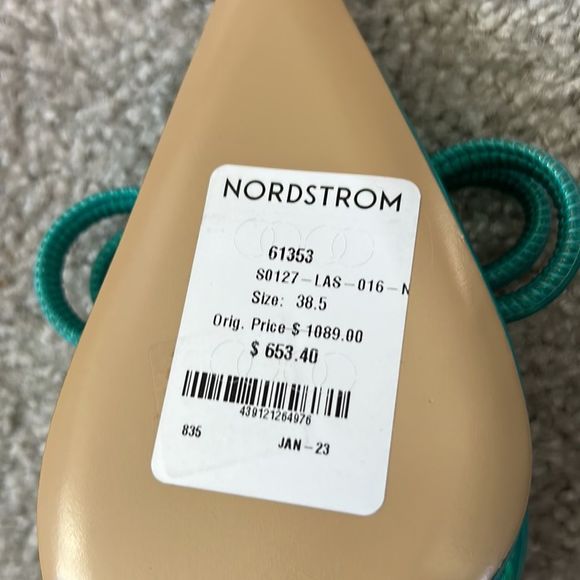 NORDSTROM
61353
S0127-LAS-016-N
Size: 38.5
Orig. Price $ 1089.00
$ 653.40
439121264976
835 JAN-23